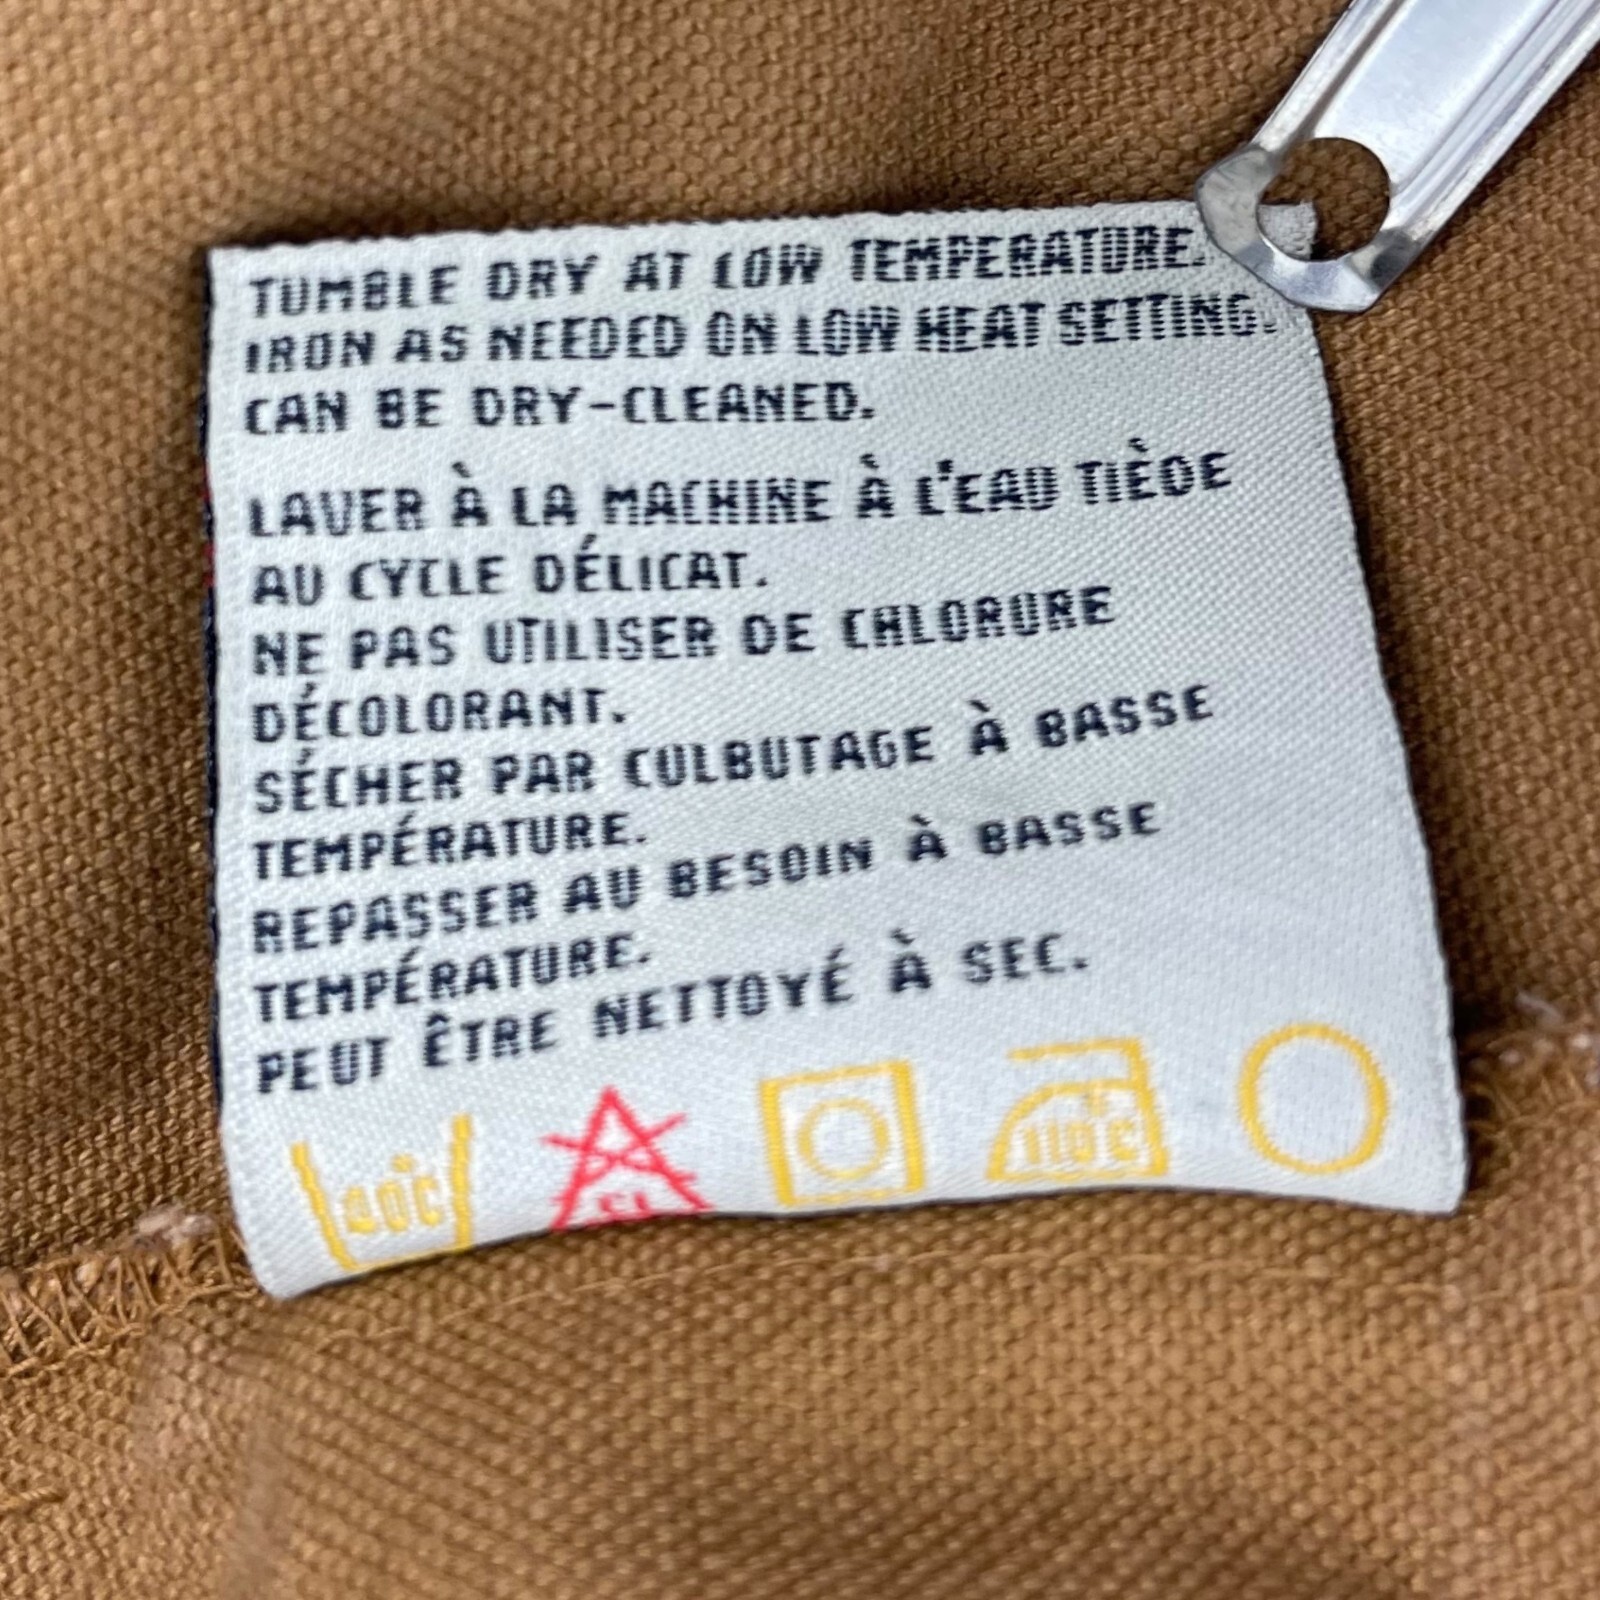 TUMBLE DRY AT LOW TEMPERATURE.
IRON AS NEEDED ON LOW HEAT SETTING.
CAN BE DRY-CLEANED.
LAVER À LA MACHINE À L'EAU TIÈDE
AU CYCLE DÉLICAT.
NE PAS UTILISER DE CHLORURE
DÉCOLORANT.
SÉCHER PAR CULBUTAGE À BASSE
TEMPÉRATURE.
REPASSER AU BESOIN À BASSE
TEMPÉRATURE.
PEUT ÊTRE NETTOYÉ À SEC.
40°C CL 110°C